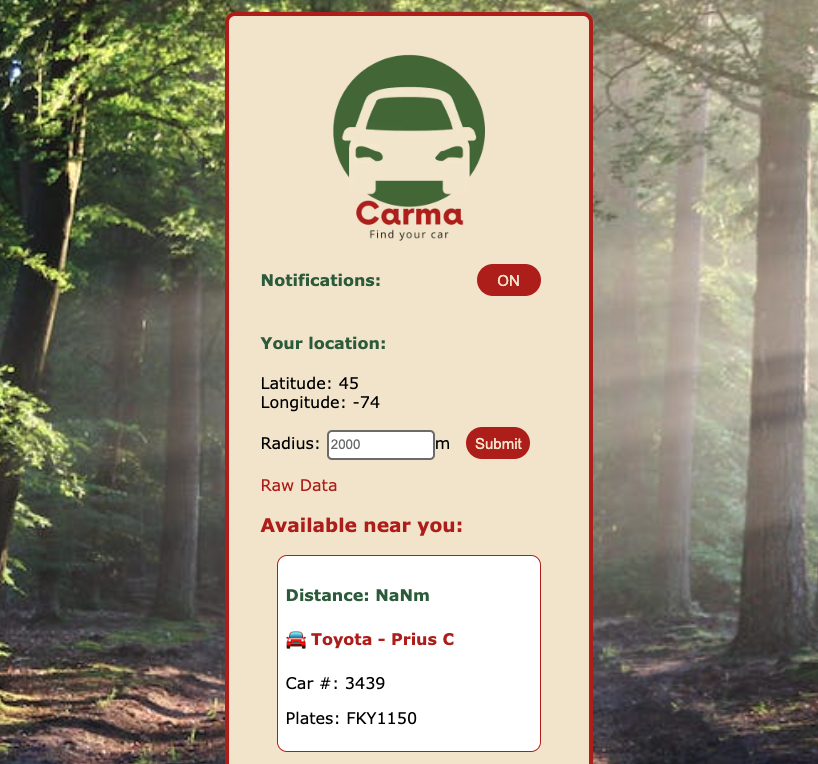 Carma
Find your car
Notifications: ON
Your location:
Latitude: 45
Longitude: -74
Radius: 2000 m Submit
Raw Data
Available near you:
Distance: NaNm
🚘 Toyota - Prius C
Car #: 3439
Plates: FKY1150